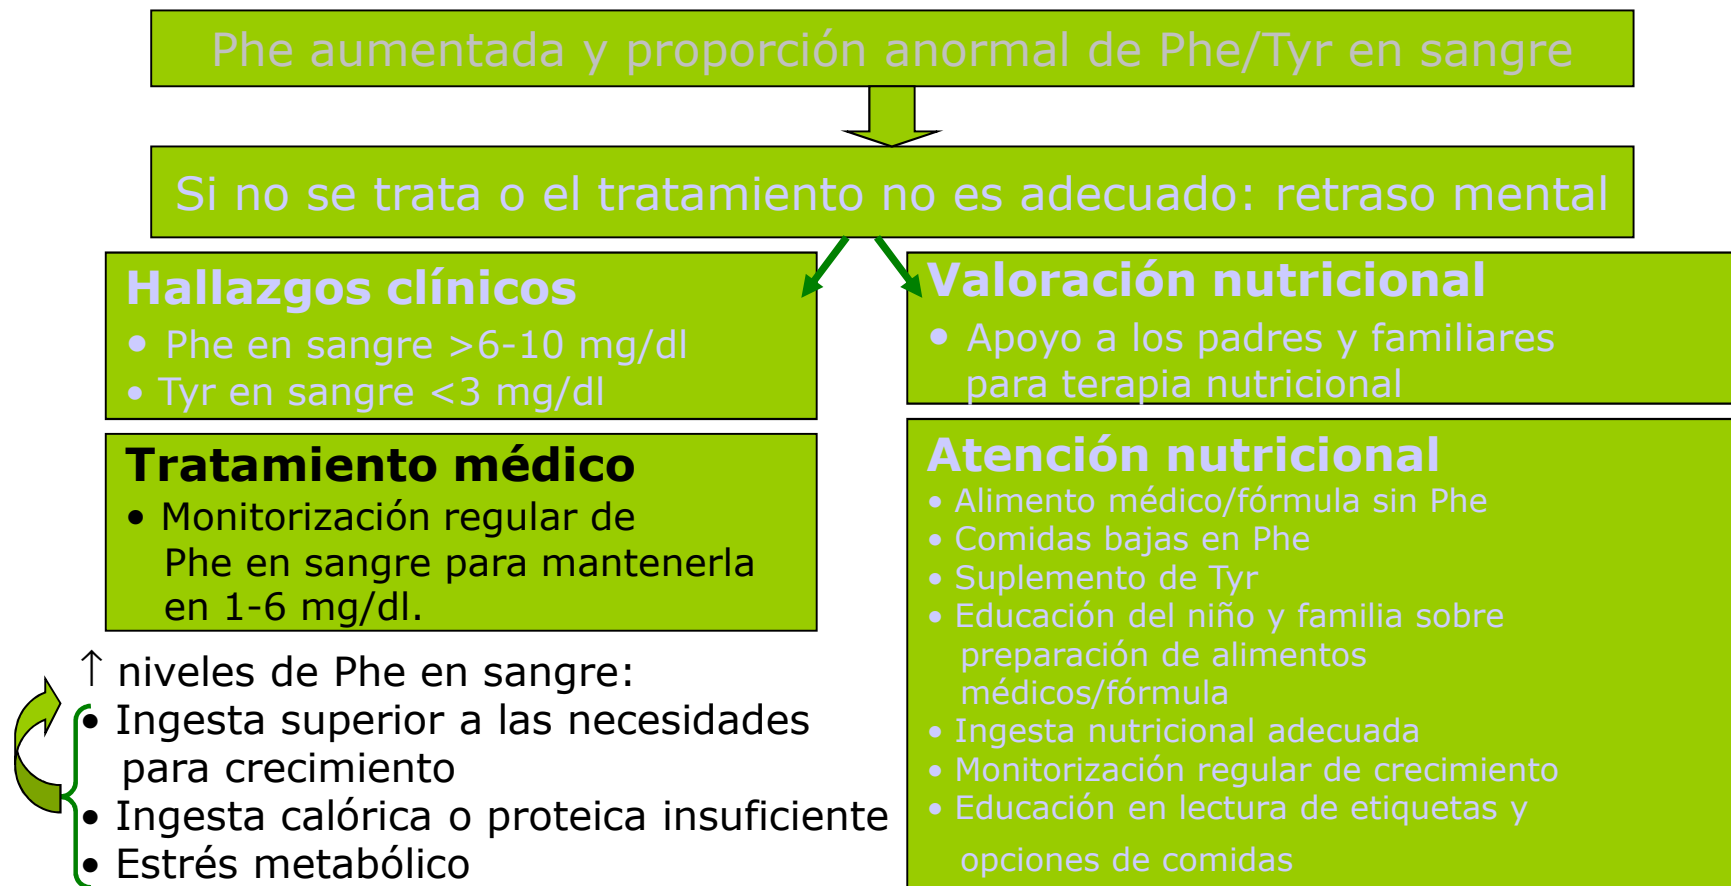 Phe aumentada y proporción anormal de Phe/Tyr en sangre
Si no se trata o el tratamiento no es adecuado: retraso mental
Hallazgos clínicos
• Phe en sangre >6-10 mg/dl
• Tyr en sangre <3 mg/dl
Tratamiento médico
• Monitorización regular de
Phe en sangre para mantenerla
en 1-6 mg/dl.
↑ niveles de Phe en sangre:
• Ingesta superior a las necesidades
para crecimiento
• Ingesta calórica o proteica insuficiente
• Estrés metabólico
Valoración nutricional
• Apoyo a los padres y familiares
para terapia nutricional
Atención nutricional
• Alimento médico/fórmula sin Phe
• Comidas bajas en Phe
• Suplemento de Tyr
• Educación del niño y familia sobre
preparación de alimentos
médicos/fórmula
• Ingesta nutricional adecuada
• Monitorización regular de crecimiento
• Educación en lectura de etiquetas y
opciones de comidas